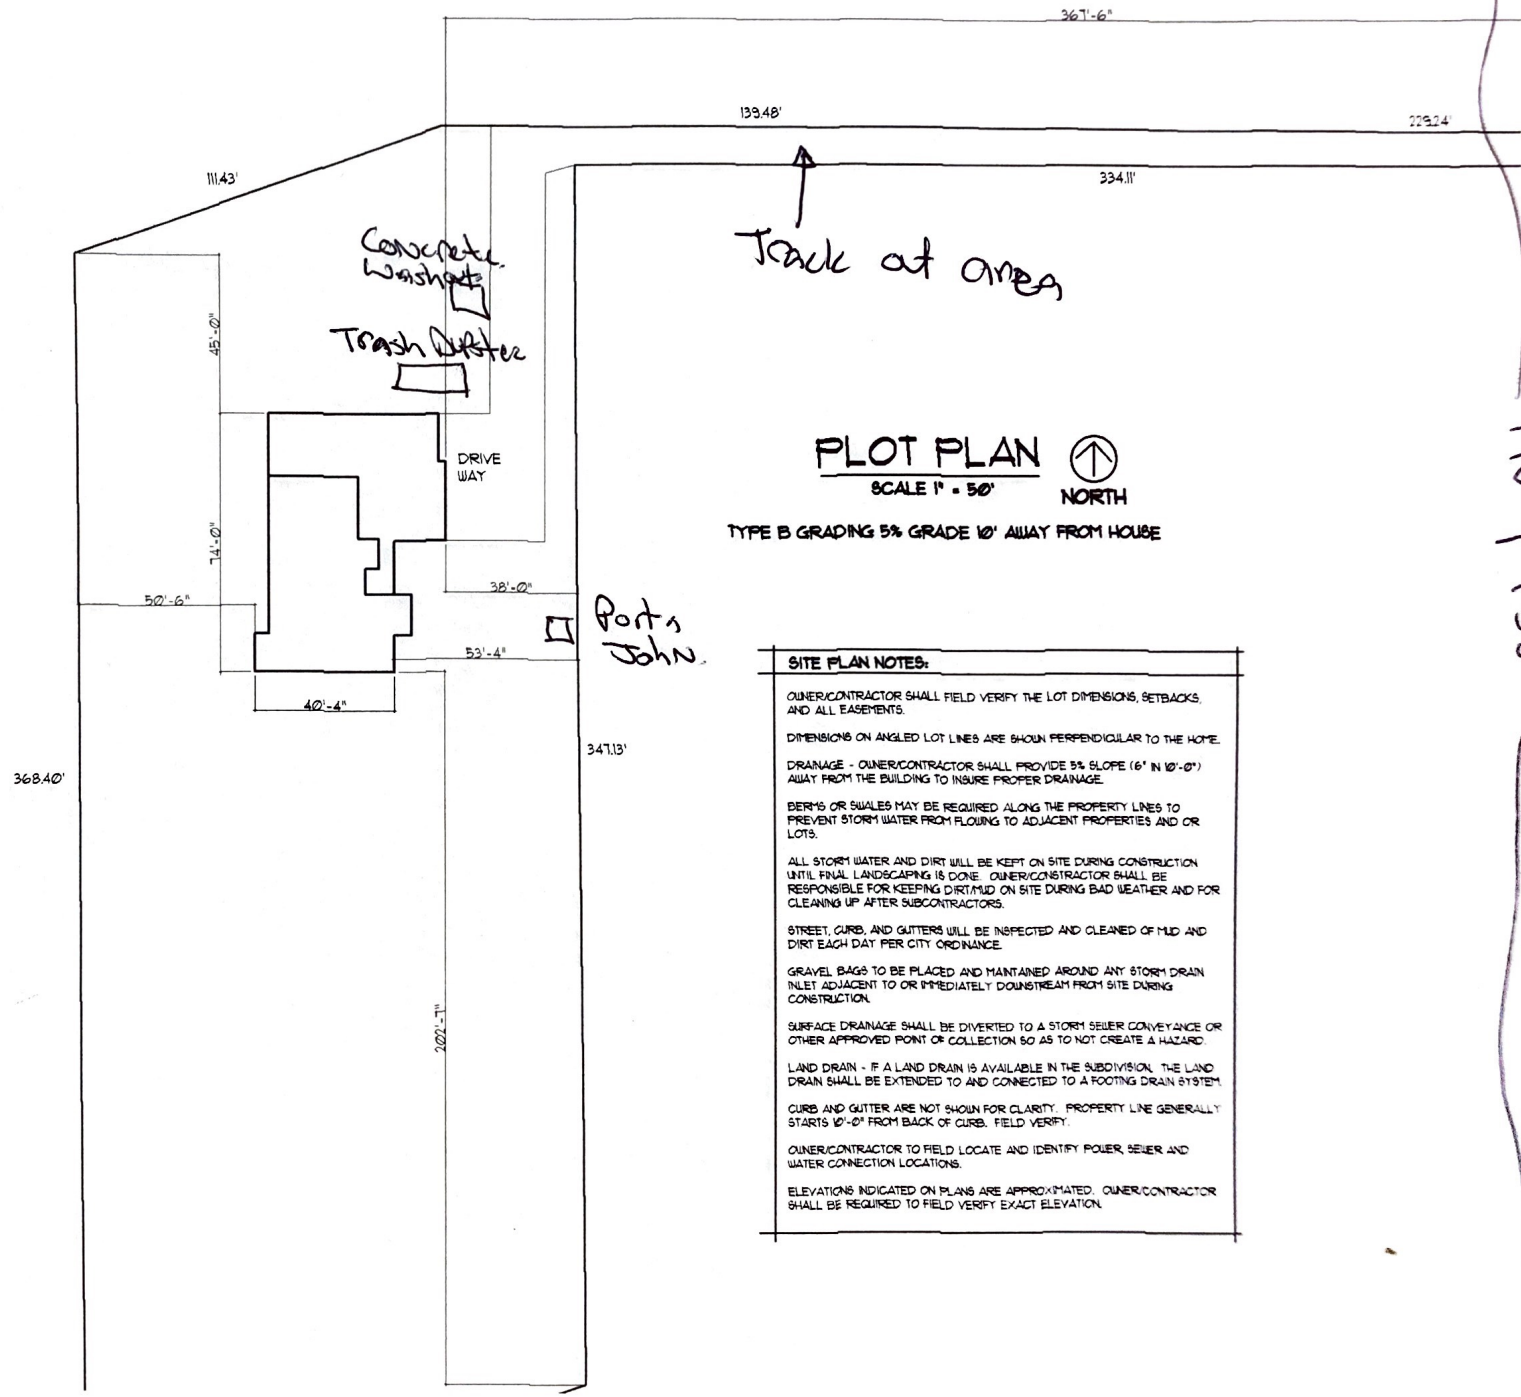 367'-6"
139.48'
229.24'
111.43'
334.11'
Concrete
Washout
Track out area
45'-0"
Trash
DRIVE
WAY
PLOT PLAN
SCALE 1" = 50'
NORTH
TYPE B GRADING 5% GRADE 10' AWAY FROM HOUSE
74'-0"
50'-6"
38'-0"
Porta
John
53'-4"
40'-4"
347.13'
368.40'
202'-7"
SITE PLAN NOTES:
OWNER/CONTRACTOR SHALL FIELD VERIFY THE LOT DIMENSIONS, SETBACKS,
AND ALL EASEMENTS.
DIMENSIONS ON ANGLED LOT LINES ARE SHOWN PERPENDICULAR TO THE HOME.
DRAINAGE - OWNER/CONTRACTOR SHALL PROVIDE 5% SLOPE (6" IN 10'-0")
AWAY FROM THE BUILDING TO INSURE PROPER DRAINAGE.
BERMS OR SWALES MAY BE REQUIRED ALONG THE PROPERTY LINES TO
PREVENT STORM WATER FROM FLOWING TO ADJACENT PROPERTIES AND OR
LOTS.
ALL STORM WATER AND DIRT WILL BE KEPT ON SITE DURING CONSTRUCTION
UNTIL FINAL LANDSCAPING IS DONE. OWNER/CONSTRACTOR SHALL BE
RESPONSIBLE FOR KEEPING DIRT/MUD ON SITE DURING BAD WEATHER AND FOR
CLEANING UP AFTER SUBCONTRACTORS.
STREET, CURB, AND GUTTERS WILL BE INSPECTED AND CLEANED OF MUD AND
DIRT EACH DAY PER CITY ORDINANCE.
GRAVEL BAGS TO BE PLACED AND MAINTAINED AROUND ANY STORM DRAIN
INLET ADJACENT TO OR IMMEDIATELY DOWNSTREAM FROM SITE DURING
CONSTRUCTION.
SURFACE DRAINAGE SHALL BE DIVERTED TO A STORM SEWER CONVEYANCE OR
OTHER APPROVED POINT OF COLLECTION SO AS TO NOT CREATE A HAZARD.
LAND DRAIN - IF A LAND DRAIN IS AVAILABLE IN THE SUBDIVISION, THE LAND
DRAIN SHALL BE EXTENDED TO AND CONNECTED TO A FOOTING DRAIN SYSTEM.
CURB AND GUTTER ARE NOT SHOWN FOR CLARITY. PROPERTY LINE GENERALLY
STARTS 10'-0" FROM BACK OF CURB. FIELD VERIFY.
OWNER/CONTRACTOR TO FIELD LOCATE AND IDENTIFY POWER, SEWER AND
WATER CONNECTION LOCATIONS.
ELEVATIONS INDICATED ON PLANS ARE APPROXIMATED. OWNER/CONTRACTOR
SHALL BE REQUIRED TO FIELD VERIFY EXACT ELEVATION.